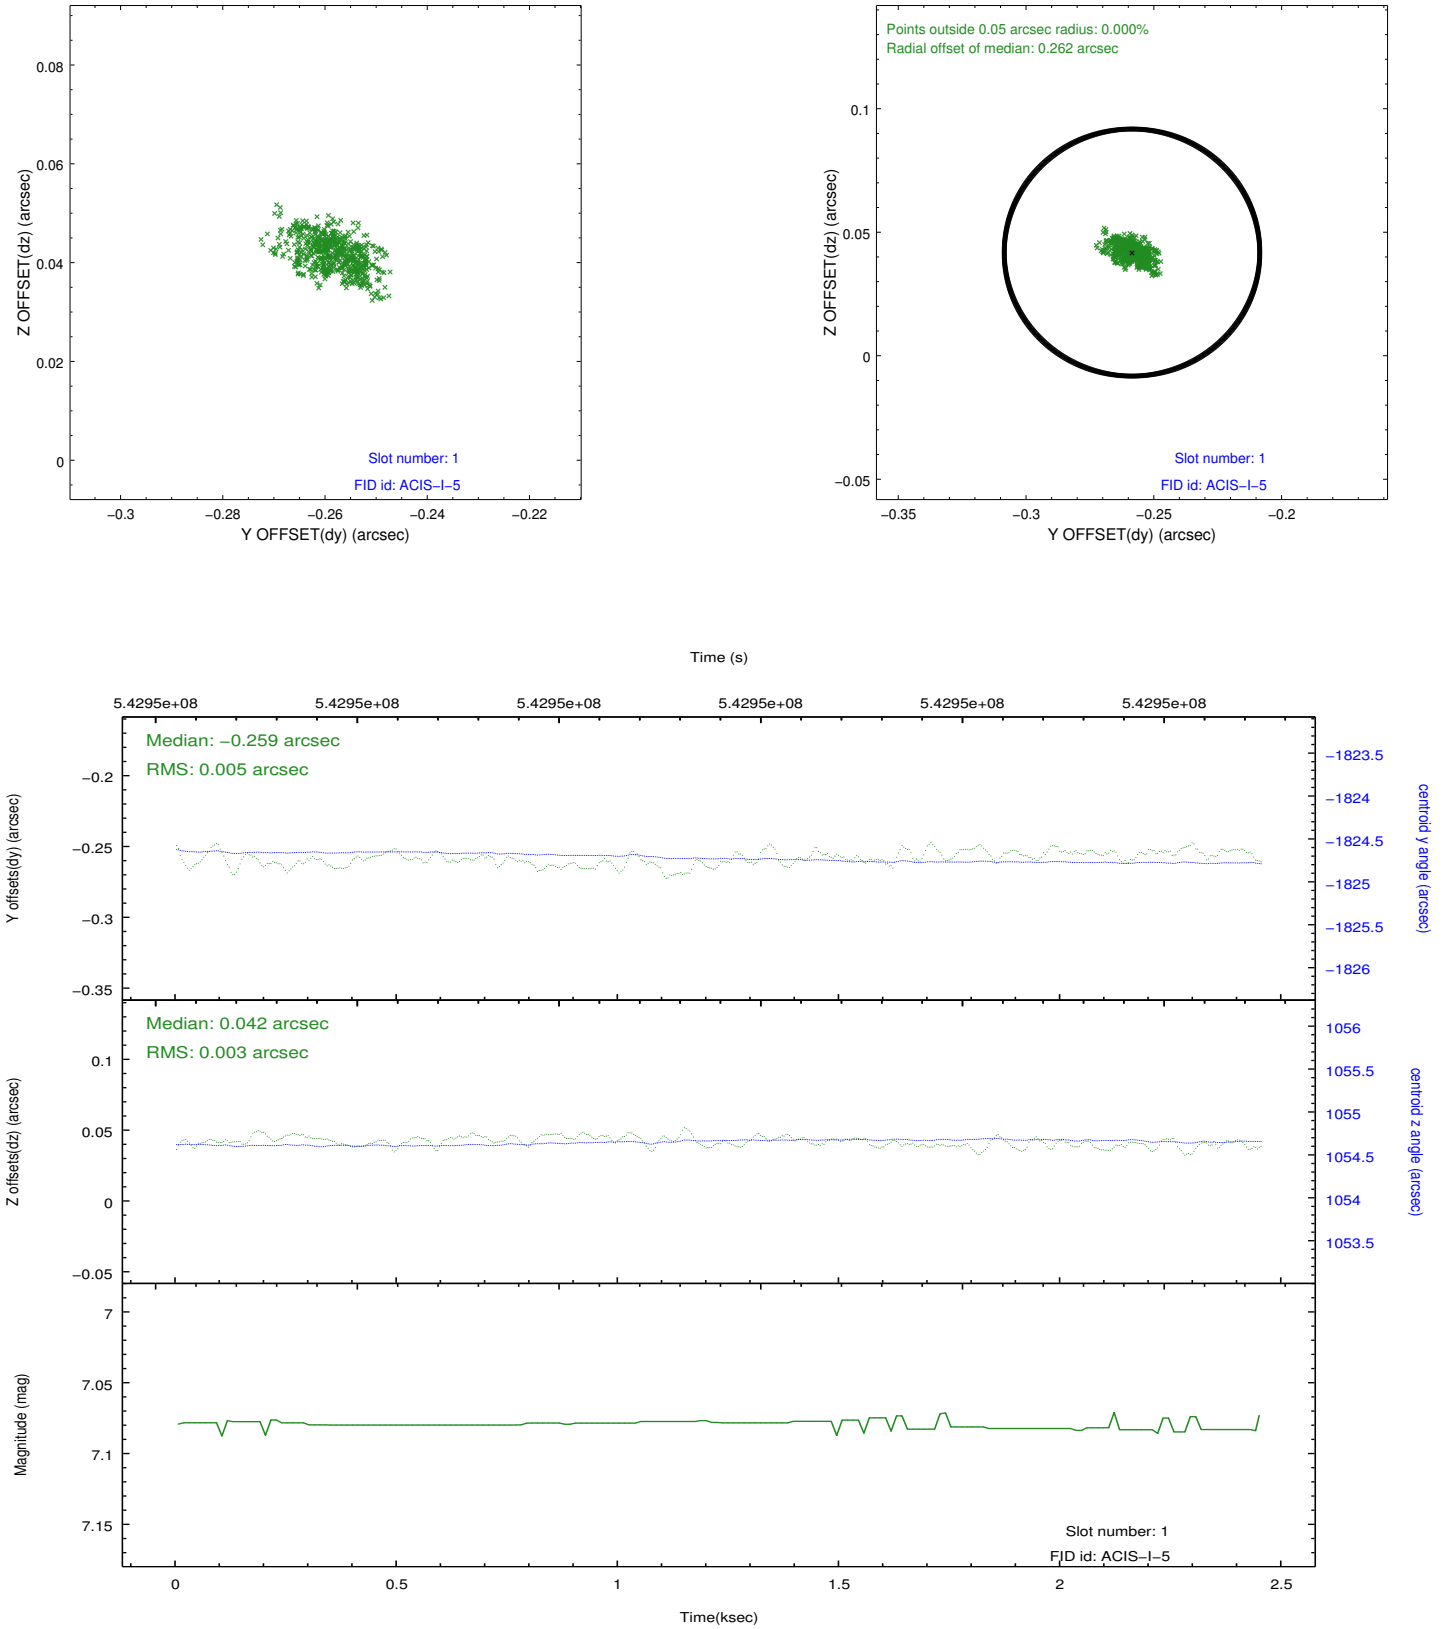 0.08
0.06
0.04
0.02
0
Z OFFSET(dz) (arcsec)
Slot number: 1
FID id: ACIS−I−5
−0.3
−0.28
−0.26
−0.24
−0.22
Y OFFSET(dy) (arcsec)
Points outside 0.05 arcsec radius: 0.000%
Radial offset of median: 0.262 arcsec
0.1
0.05
0
−0.05
Z OFFSET(dz) (arcsec)
Slot number: 1
FID id: ACIS−I−5
−0.35
−0.3
−0.25
−0.2
Y OFFSET(dy) (arcsec)
Time (s)
5.4295e+08
5.4295e+08
5.4295e+08
5.4295e+08
5.4295e+08
5.4295e+08
Median: −0.259 arcsec
RMS: 0.005 arcsec
−0.2
−0.25
−0.3
−0.35
Y offsets(dy) (arcsec)
−1823.5
−1824
−1824.5
−1825
−1825.5
−1826
centroid y angle (arcsec)
Median: 0.042 arcsec
RMS: 0.003 arcsec
0.1
0.05
0
−0.05
Z offsets(dz) (arcsec)
1056
1055.5
1055
1054.5
1054
1053.5
centroid z angle (arcsec)
7
7.05
7.1
7.15
Magnitude (mag)
Slot number: 1
FID id: ACIS−I−5
0
0.5
1
1.5
2
2.5
Time(ksec)